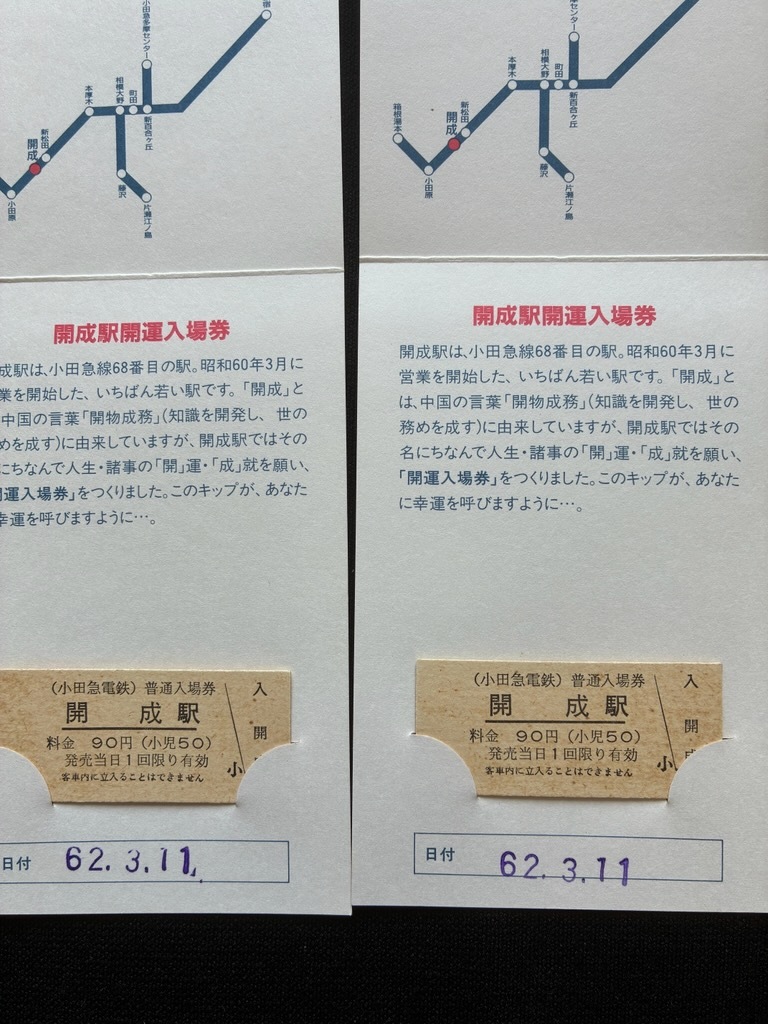 宿
小田急多摩センター
本厚木
相模大野
町田
新百合ヶ丘
新松田
開成
小田原
藤沢
片瀬江ノ島
開成駅開運入場券
成駅は、小田急線68番目の駅。昭和60年3月に
業を開始した、いちばん若い駅です。「開成」と
、中国の言葉「開物成務」(知識を開発し、世の
めを成す)に由来していますが、開成駅ではその
にちなんで人生・諸事の「開」運・「成」就を願い、
開運入場券」をつくりました。このキップが、あなた
幸運を呼びますように…。
(小田急電鉄) 普通入場券
開 成駅
料金 90円 (小児50)
発売当日1回限り有効
客車内に立入ることはできません
小
入
開
日付 62.3.11
センター
本厚木
相模大野
町田
新百合ヶ丘
箱根湯本
新松田
開成
小田原
藤沢
片瀬江ノ島
開成駅開運入場券
開成駅は、小田急線68番目の駅。昭和60年3月に
営業を開始した、いちばん若い駅です。「開成」と
は、中国の言葉「開物成務」(知識を開発し、世の
務めを成す)に由来していますが、開成駅ではその
名にちなんで人生・諸事の「開」運・「成」就を願い、
「開運入場券」をつくりました。このキップが、あなた
に幸運を呼びますように…。
(小田急電鉄) 普通入場券
開 成駅
料金 90円 (小児50)
発売当日1回限り有効
客車内に立入ることはできません
小
入
開
日付 62.3.11